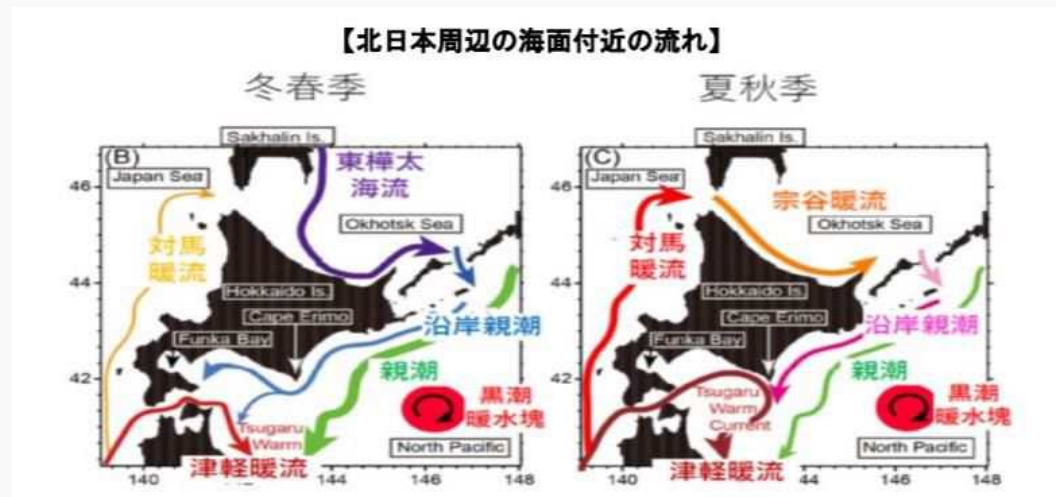 【北日本周辺の海面付近の流れ】
冬春季
Sakhalin Is.
(B)
Japan Sea
東樺太
海流
Okhotsk Sea
対馬
暖流
Hokkaido Is.
Cape Erimo
Funka Bay
沿岸親潮
親潮
黒潮
暖水塊
Tsugaru
Warm
津軽暖流
North Pacific
46
44
42
140
144
146
148
夏秋季
Sakhalin Is.
(C)
Japan Sea
宗谷暖流
Okhotsk Sea
対馬
暖流
Hokkaido Is.
Cape Erimo
Funka Bay
沿岸親潮
親潮
黒潮
暖水塊
Tsugaru
Warm
Current
津軽暖流
North Pacific
46
44
42
140
144
146
148